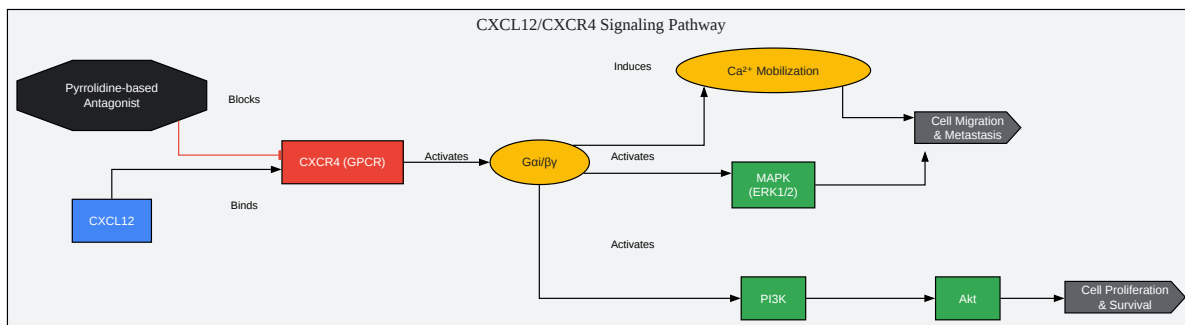 CXCL12/CXCR4 Signaling Pathway
Pyrrolidine-based
Antagonist
Blocks
Induces
Ca²⁺ Mobilization
Cell Migration
& Metastasis
CXCR4 (GPCR)
Activates
Gαi/βγ
Activates
MAPK
(ERK1/2)
CXCL12
Binds
Activates
PI3K
Akt
Cell Proliferation
& Survival